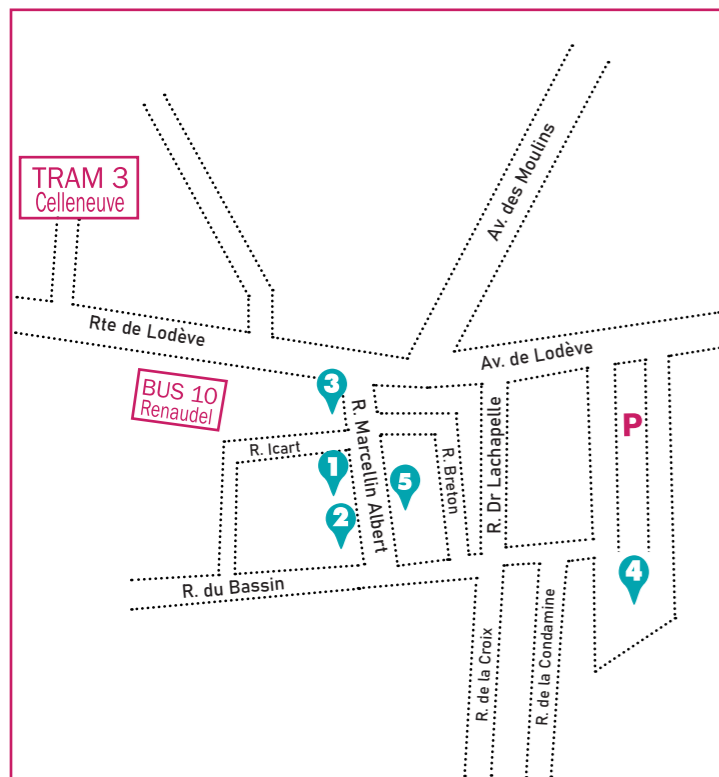 Av. des Moulins
TRAM 3
Celleneuve
Rte de Lodève
Av. de Lodève
BUS 10
Renaudel
3
R. Marcellin Albert
P
R. Dr Lachapelle
R. Icart
R. Breton
1
5
2
4
R. du Bassin
R. de la Croix
R. de la Condamine